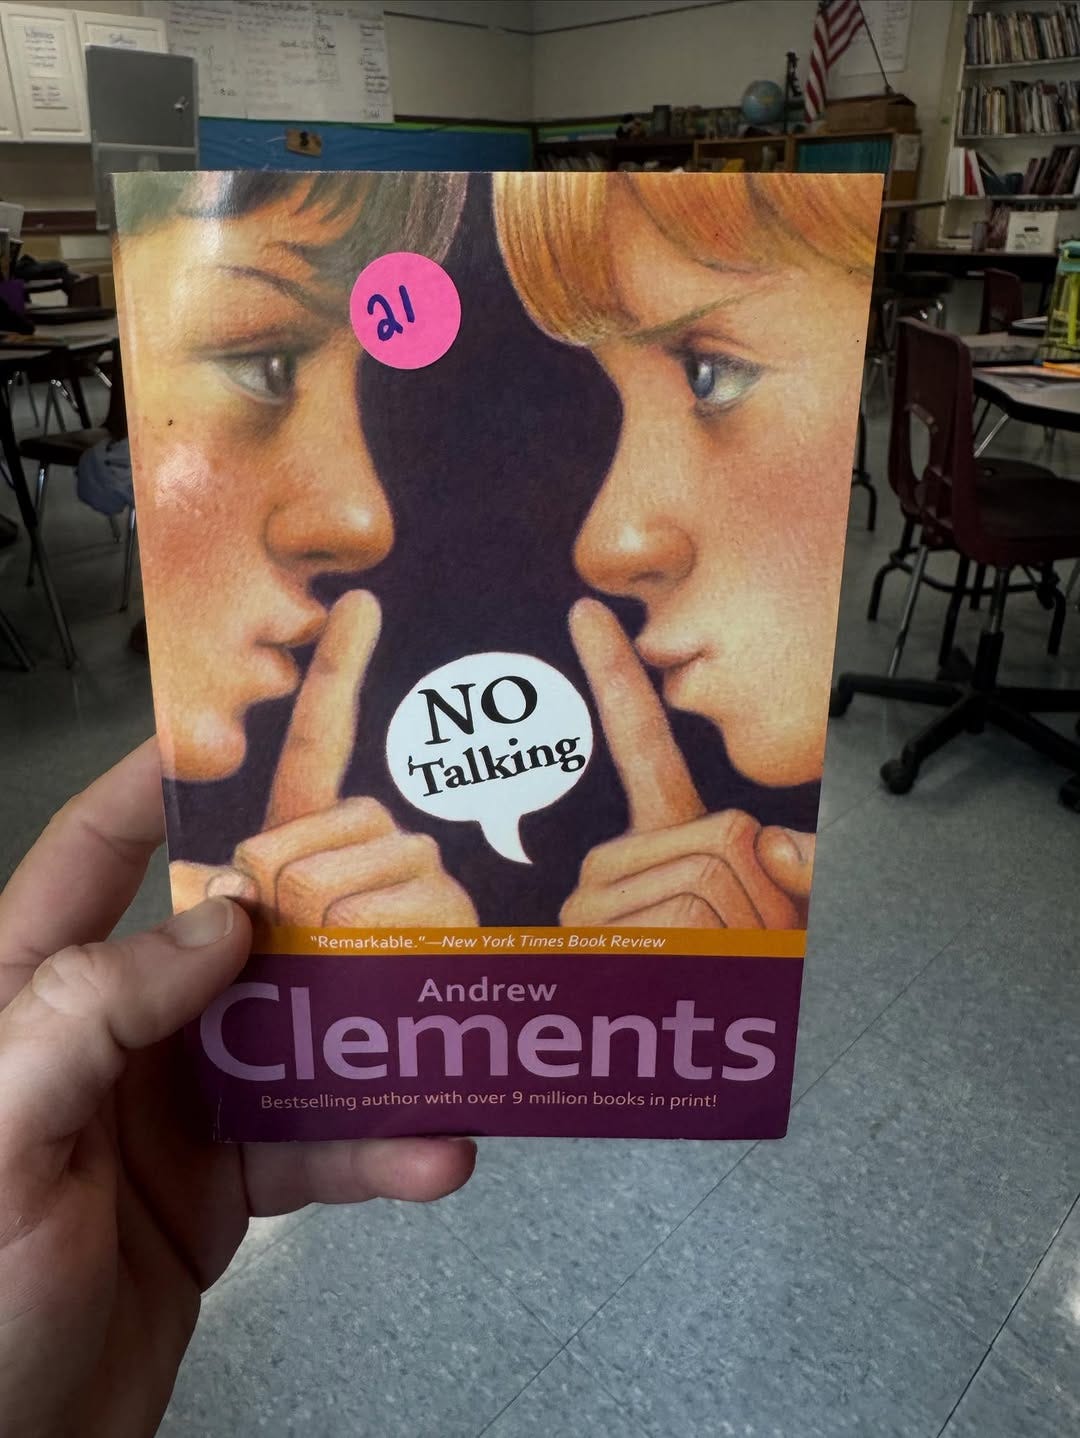 21
NO
Talking
"Remarkable."—New York Times Book Review
Andrew
Clements
Bestselling author with over 9 million books in print!